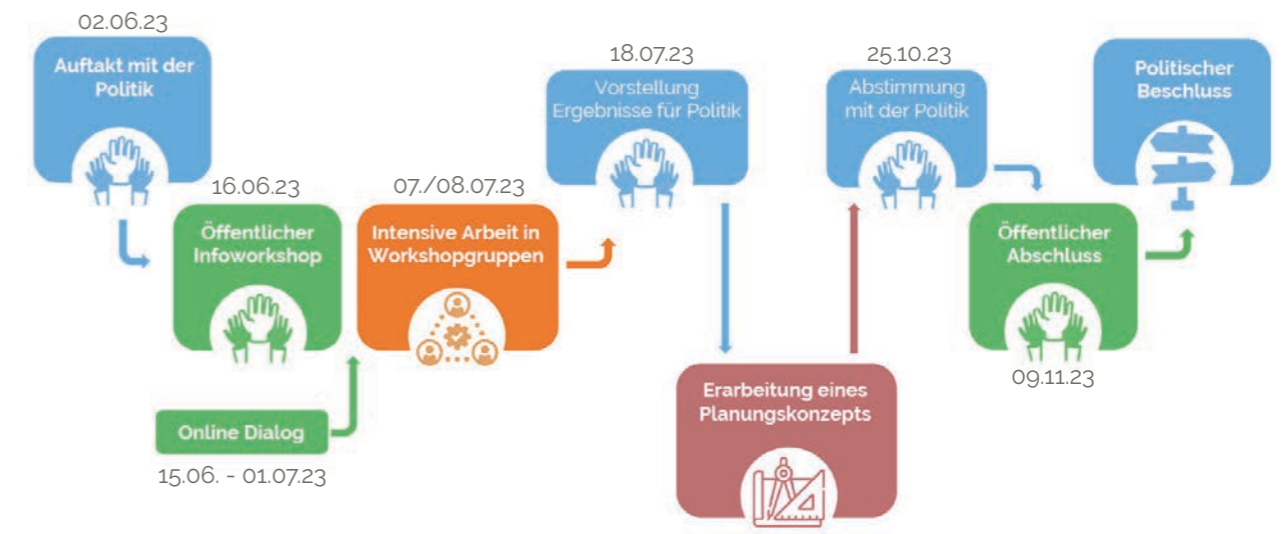 02.06.23
Auftakt mit der
Politik
16.06.23
Öffentlicher
Infoworkshop
Online Dialog
15.06. - 01.07.23
07./08.07.23
Intensive Arbeit in
Workshopgruppen
18.07.23
Vorstellung
Ergebnisse für Politik
Erarbeitung eines
Planungskonzepts
25.10.23
Abstimmung
mit der Politik
Öffentlicher
Abschluss
09.11.23
Politischer
Beschluss